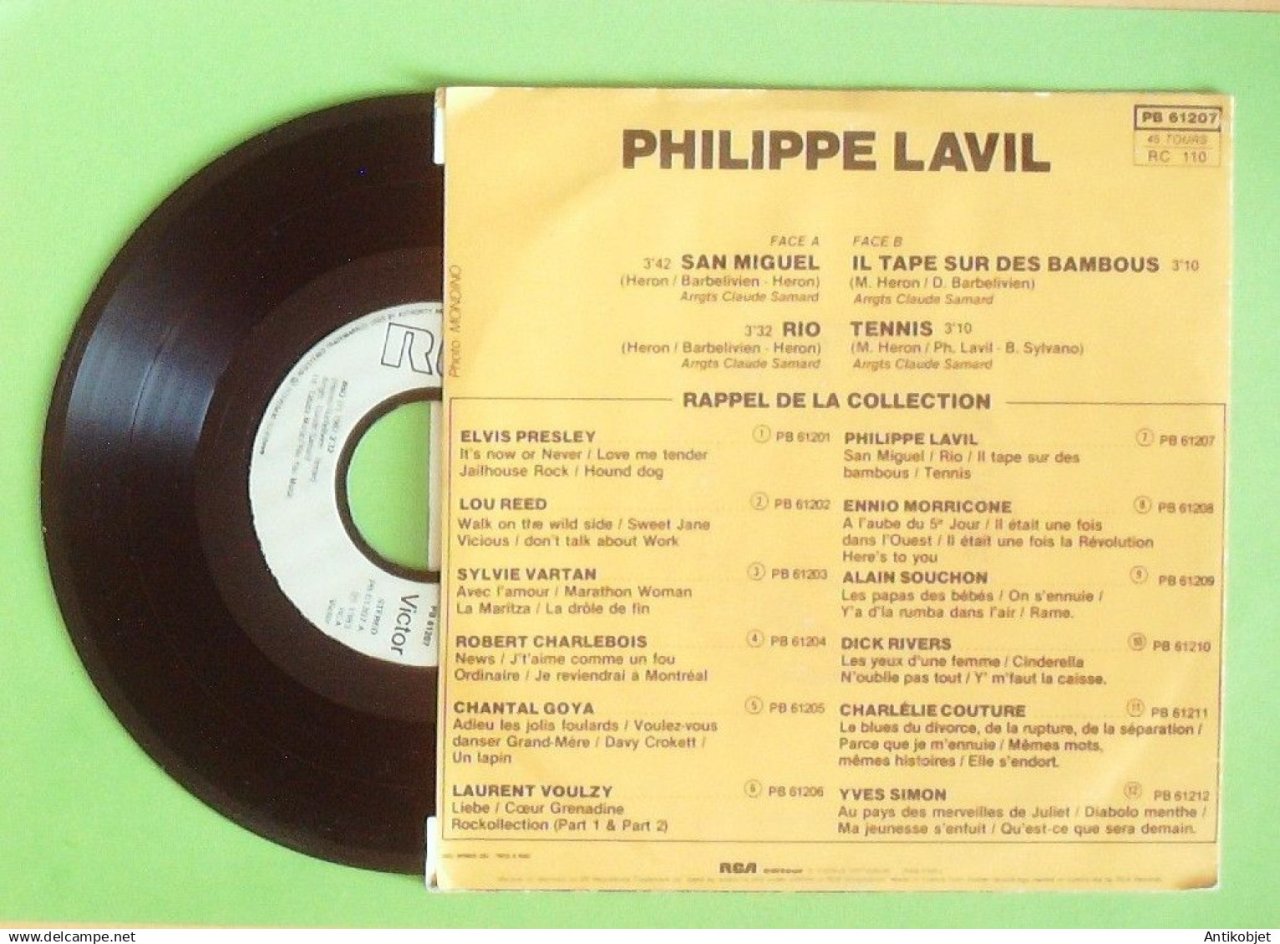 PB 61207
45 TOURS
RC 110
PHILIPPE LAVIL
FACE A
3'42 SAN MIGUEL
(Heron / Barbelivien - Heron)
Arrgts Claude Samard
3'32 RIO
(Heron / Barbelivien - Heron)
Arrgts Claude Samard
FACE B
IL TAPE SUR DES BAMBOUS 3'10
(M. Heron / D. Barbelivien)
Arrgts Claude Samard
TENNIS 3'10
(M. Heron / Ph. Lavil - B. Sylvano)
Arrgts Claude Samard
Photo MONDINO
RAPPEL DE LA COLLECTION
ELVIS PRESLEY 1 PB 61201
It's now or Never / Love me tender
Jailhouse Rock / Hound dog
LOU REED 2 PB 61202
Walk on the wild side / Sweet Jane
Vicious / don't talk about Work
SYLVIE VARTAN 3 PB 61203
Avec l'amour / Marathon Woman
La Maritza / La drôle de fin
ROBERT CHARLEBOIS 4 PB 61204
News / J't'aime comme un fou
Ordinaire / Je reviendrai à Montréal
CHANTAL GOYA 5 PB 61205
Adieu les jolis foulards / Voulez-vous
danser Grand-Mère / Davy Crokett /
Un lapin
LAURENT VOULZY 6 PB 61206
Liebe / Cœur Grenadine
Rockollection (Part 1 & Part 2)
PHILIPPE LAVIL 7 PB 61207
San Miguel / Rio / Il tape sur des
bambous / Tennis
ENNIO MORRICONE 8 PB 61208
A l'aube du 5e Jour / Il était une fois
dans l'Ouest / Il était une fois la Révolution
Here's to you
ALAIN SOUCHON 9 PB 61209
Les papas des bébés / On s'ennuie /
Y'a d'la rumba dans l'air / Rame.
DICK RIVERS 10 PB 61210
Les yeux d'une femme / Cinderella
N'oublie pas tout / Y' m'faut la caisse.
CHARLÉLIE COUTURE 11 PB 61211
Le blues du divorce, de la rupture, de la séparation /
Parce que je m'ennuie / Mêmes mots,
mêmes histoires / Elle s'endort.
YVES SIMON 12 PB 61212
Au pays des merveilles de Juliet / Diabolo menthe /
Ma jeunesse s'enfuit / Qu'est-ce que sera demain.
RCA editeur
Victor
PB 61207
STEREO
PB 61207 A
Antikobjet